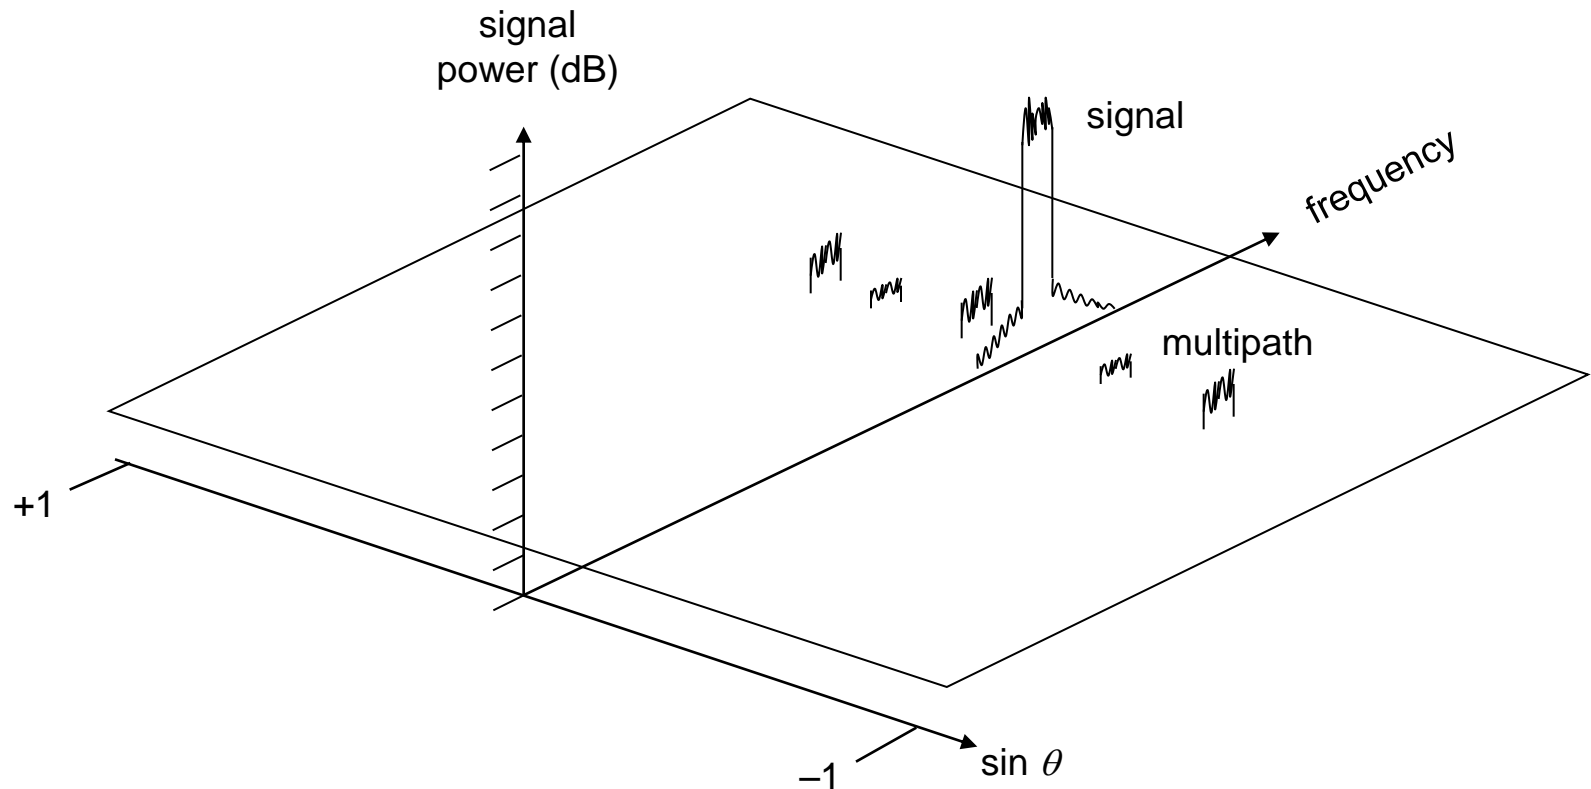 signal
power (dB)
signal
frequency
multipath
+1
–1
sin θ